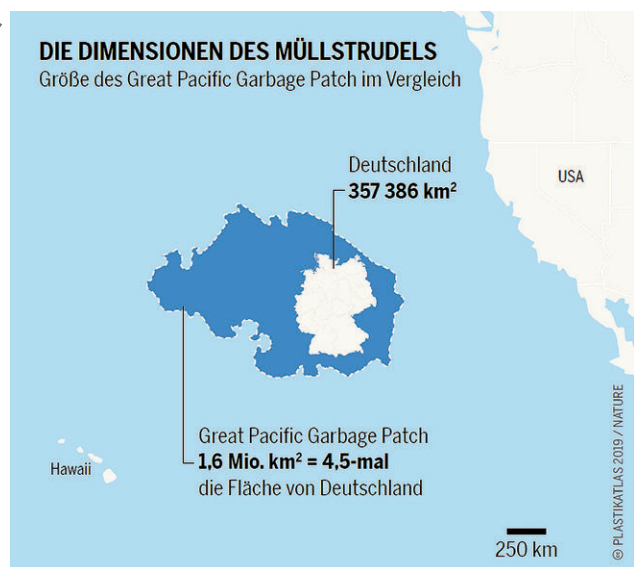 DIE DIMENSIONEN DES MÜLLSTRUDELS
Größe des Great Pacific Garbage Patch im Vergleich
Deutschland
357 386 km²
USA
Great Pacific Garbage Patch
1,6 Mio. km² = 4,5-mal
die Fläche von Deutschland
Hawaii
250 km
© PLASTIKATLAS 2019 / NATURE